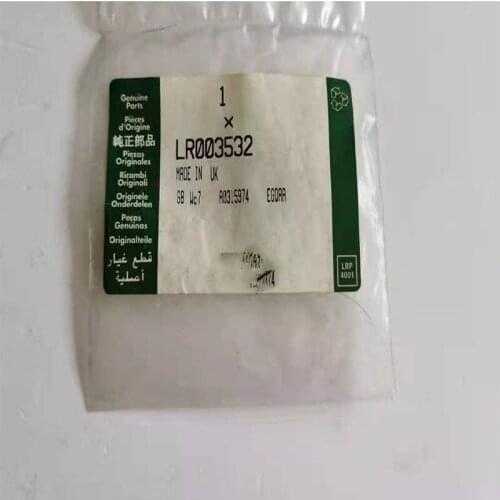 Genuine
Parts
Pièces
d'Origine
純正部品
Piezas
Originales
Ricambi
Originali
Originele
Onderdelen
Peças
Genuinas
Originalteile
قطع غيار
أصلية
1
×
LR003532
MADE IN UK
GB Wc7 A0315974 EGDAA
LRP
4001